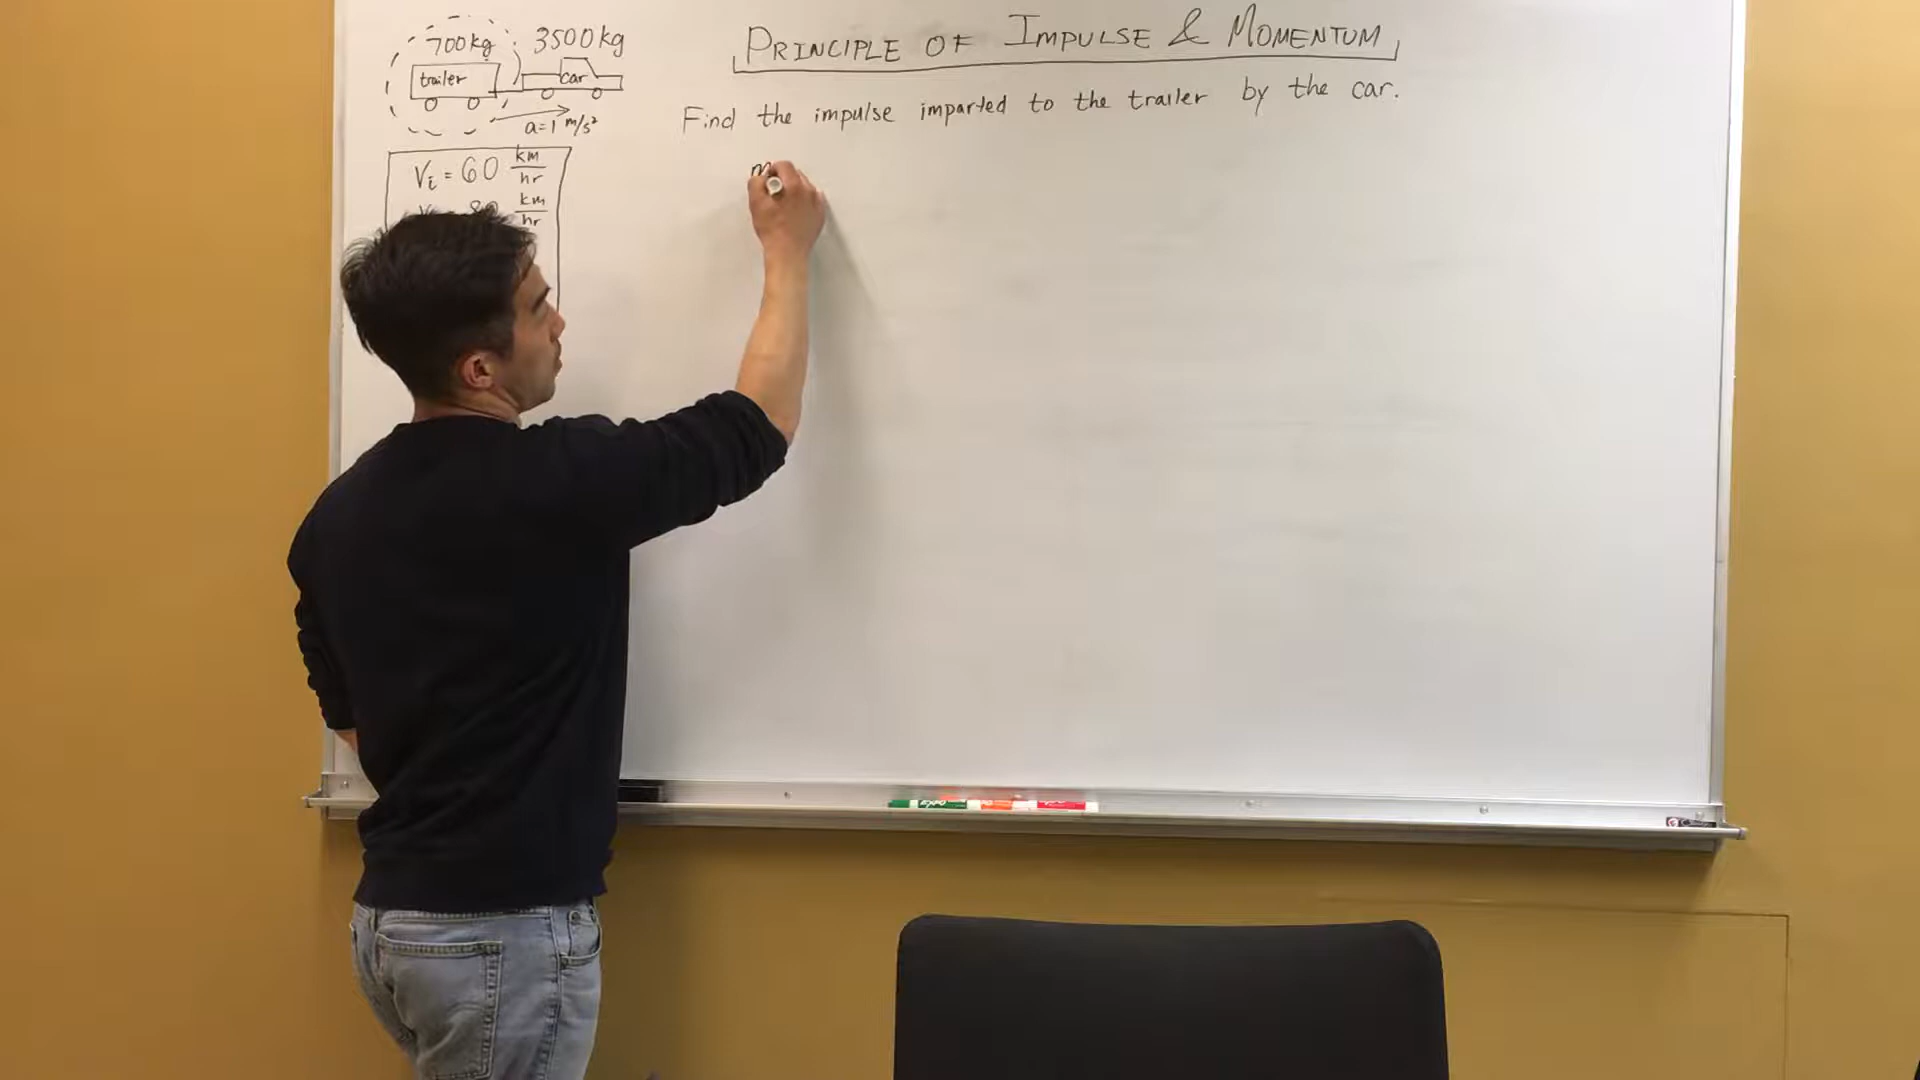 700kg 3500kg
trailer car
a=1 m/s²
Vi = 60 km/hr
80 km/hr
PRINCIPLE OF IMPULSE & MOMENTUM
Find the impulse imparted to the trailer by the car.
m
EXPO